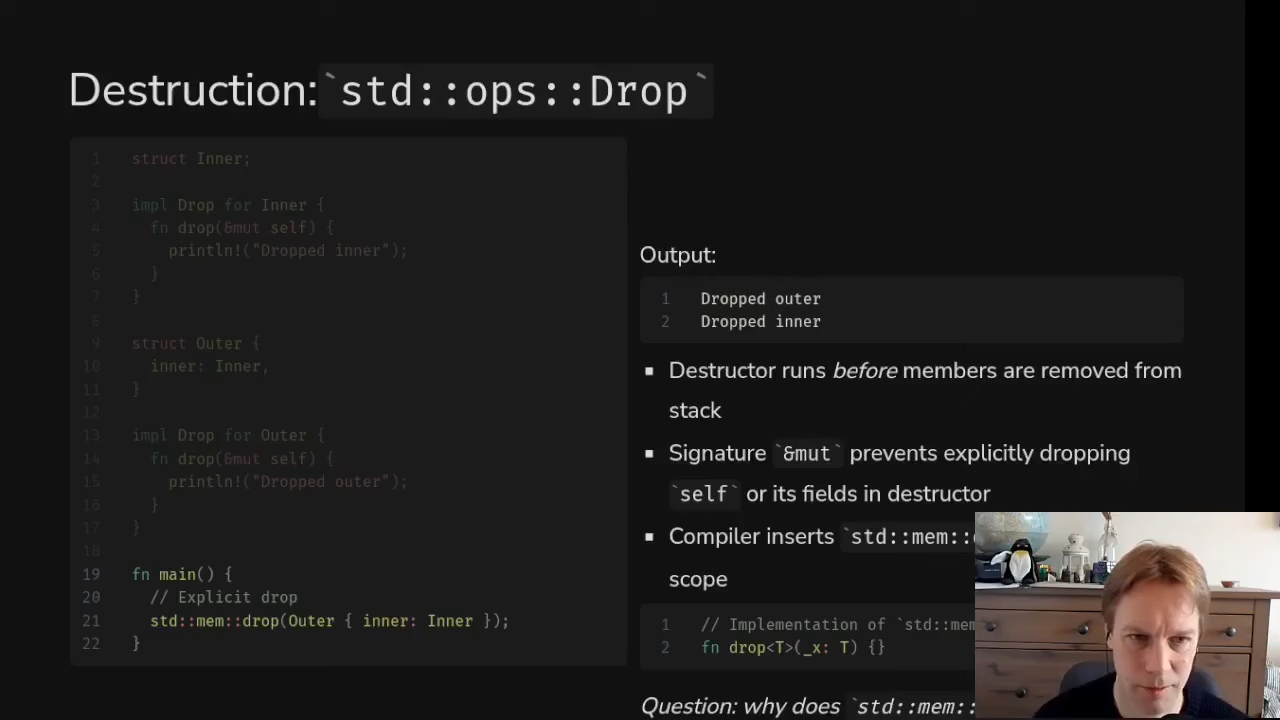 Destruction:`std::ops::Drop`
1 struct Inner;
2
3 impl Drop for Inner {
4 fn drop(&mut self) {
5 println!("Dropped inner");
6 }
7 }
8
9 struct Outer {
10 inner: Inner,
11 }
12
13 impl Drop for Outer {
14 fn drop(&mut self) {
15 println!("Dropped outer");
16 }
17 }
18
19 fn main() {
20 // Explicit drop
21 std::mem::drop(Outer { inner: Inner });
22 }
Output:
1 Dropped outer
2 Dropped inner
▪ Destructor runs before members are removed from
stack
▪ Signature `&mut` prevents explicitly dropping
`self` or its fields in destructor
▪ Compiler inserts `std::mem::
scope
1 // Implementation of `std::mem
2 fn drop<T>(_x: T) {}
Question: why does `std::mem::